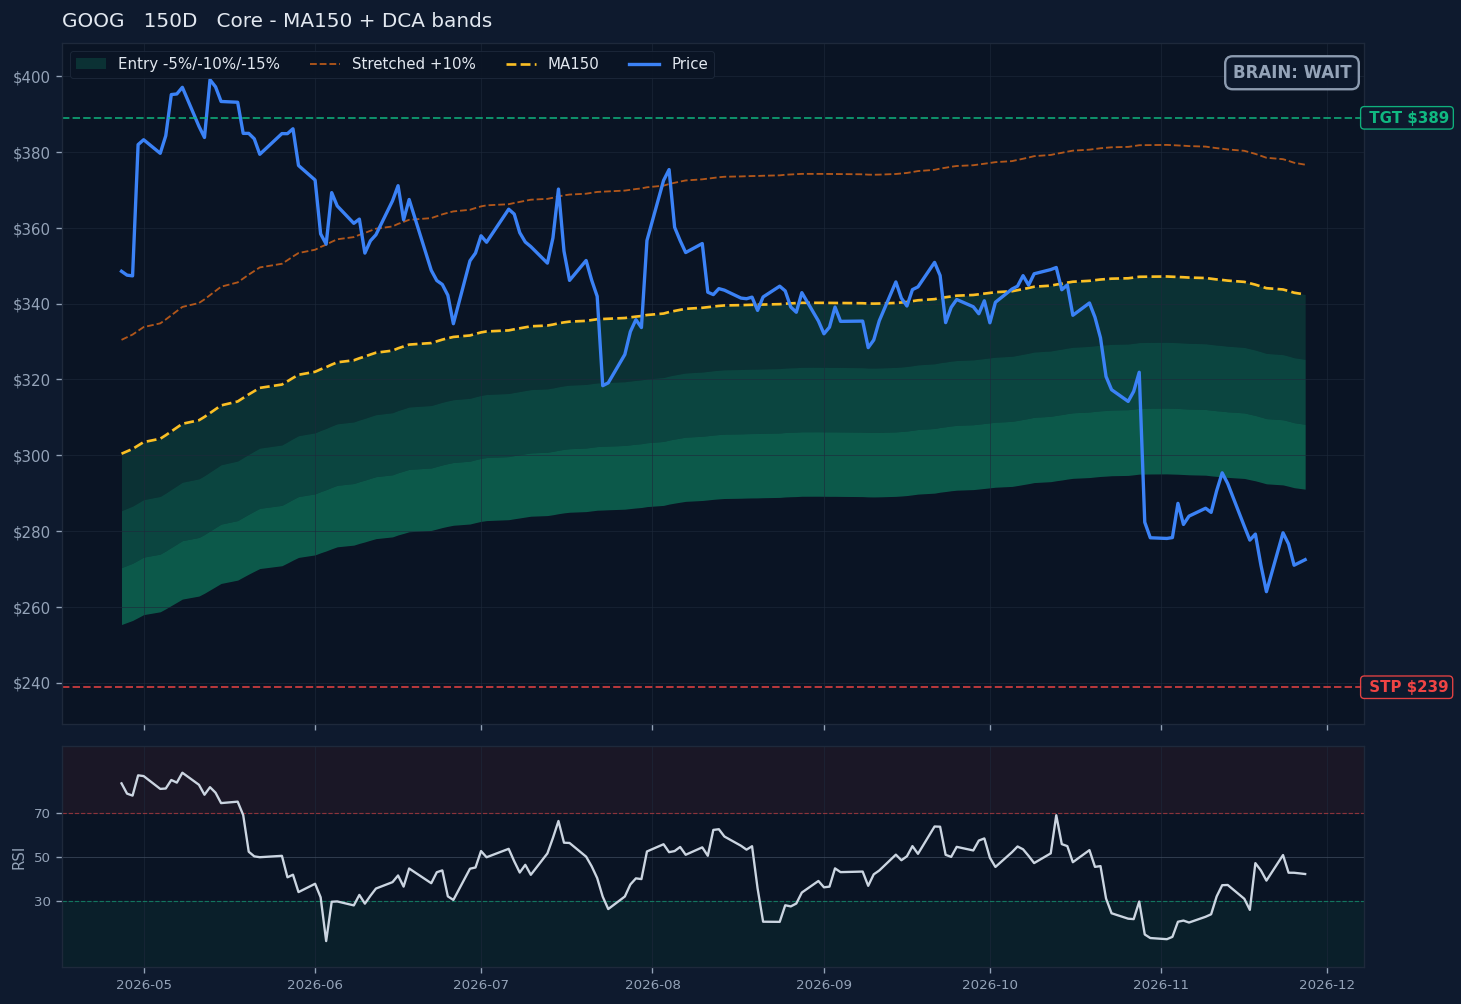 GOOG   150D   Core - MA150 + DCA bands
Entry -5%/-10%/-15%   Stretched +10%   MA150   Price
BRAIN: WAIT
$400
TGT $389
$380
$360
$340
$320
$300
$280
$260
$240
STP $239
70
50
30
RSI
2026-05   2026-06   2026-07   2026-08   2026-09   2026-10   2026-11   2026-12